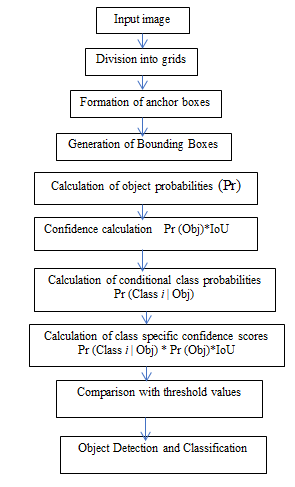 Input image
Division into grids
Formation of anchor boxes
Generation of Bounding Boxes
Calculation of object probabilities (Pr)
Confidence calculation Pr (Obj)*IoU
Calculation of conditional class probabilities
Pr (Class i | Obj)
Calculation of class specific confidence scores
Pr (Class i | Obj) * Pr (Obj)*IoU
Comparison with threshold values
Object Detection and Classification